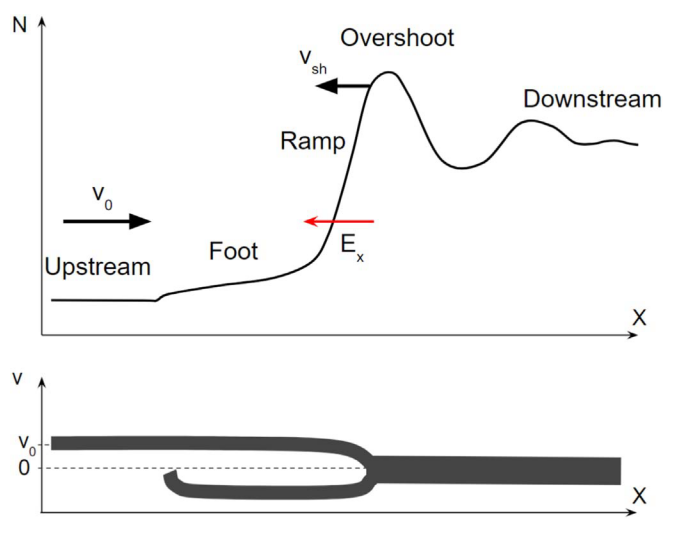 N
Overshoot
v_sh
Downstream
Ramp
v_0
E_x
Foot
Upstream
X
v
v_0
0
X